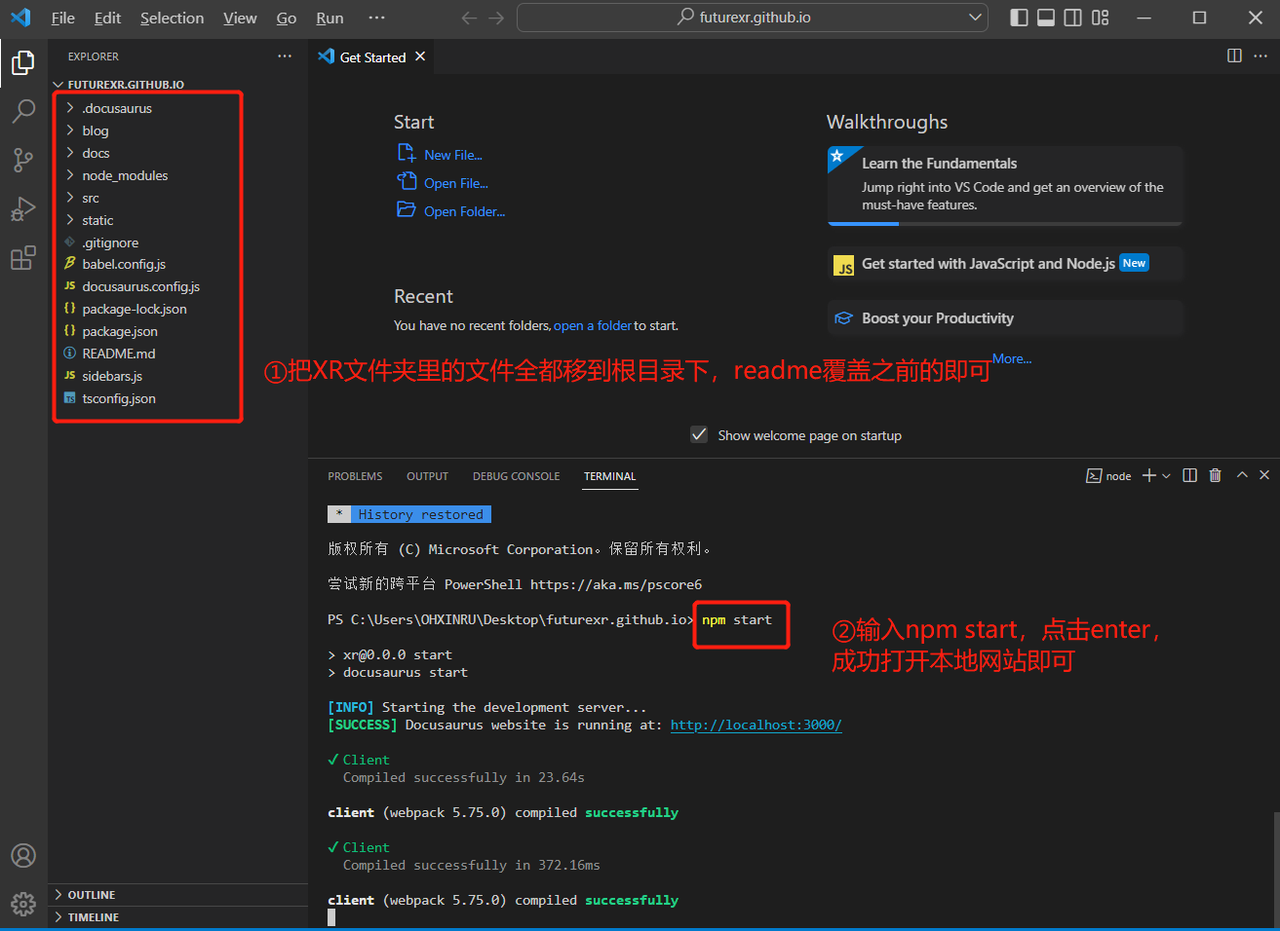 File Edit Selection View Go Run ···
futurexr.github.io
EXPLORER ···
FUTUREXR.GITHUB.IO
.docusaurus
blog
docs
node_modules
src
static
.gitignore
babel.config.js
JS docusaurus.config.js
{} package-lock.json
{} package.json
README.md
JS sidebars.js
TS tsconfig.json
OUTLINE
TIMELINE
Get Started
Start
New File...
Open File...
Open Folder...
Recent
You have no recent folders, open a folder to start.
Walkthroughs
Learn the Fundamentals
Jump right into VS Code and get an overview of the
must-have features.
JS Get started with JavaScript and Node.js New
Boost your Productivity
More...
①把XR文件夹里的文件全都移到根目录下，readme覆盖之前的即可
Show welcome page on startup
PROBLEMS OUTPUT DEBUG CONSOLE TERMINAL
node
* History restored
版权所有 (C) Microsoft Corporation。保留所有权利。
尝试新的跨平台 PowerShell https://aka.ms/pscore6
PS C:\Users\OHXINRU\Desktop\futurexr.github.io> npm start
②输入npm start，点击enter，
成功打开本地网站即可
> xr@0.0.0 start
> docusaurus start
[INFO] Starting the development server...
[SUCCESS] Docusaurus website is running at: http://localhost:3000/
✓ Client
Compiled successfully in 23.64s
client (webpack 5.75.0) compiled successfully
✓ Client
Compiled successfully in 372.16ms
client (webpack 5.75.0) compiled successfully